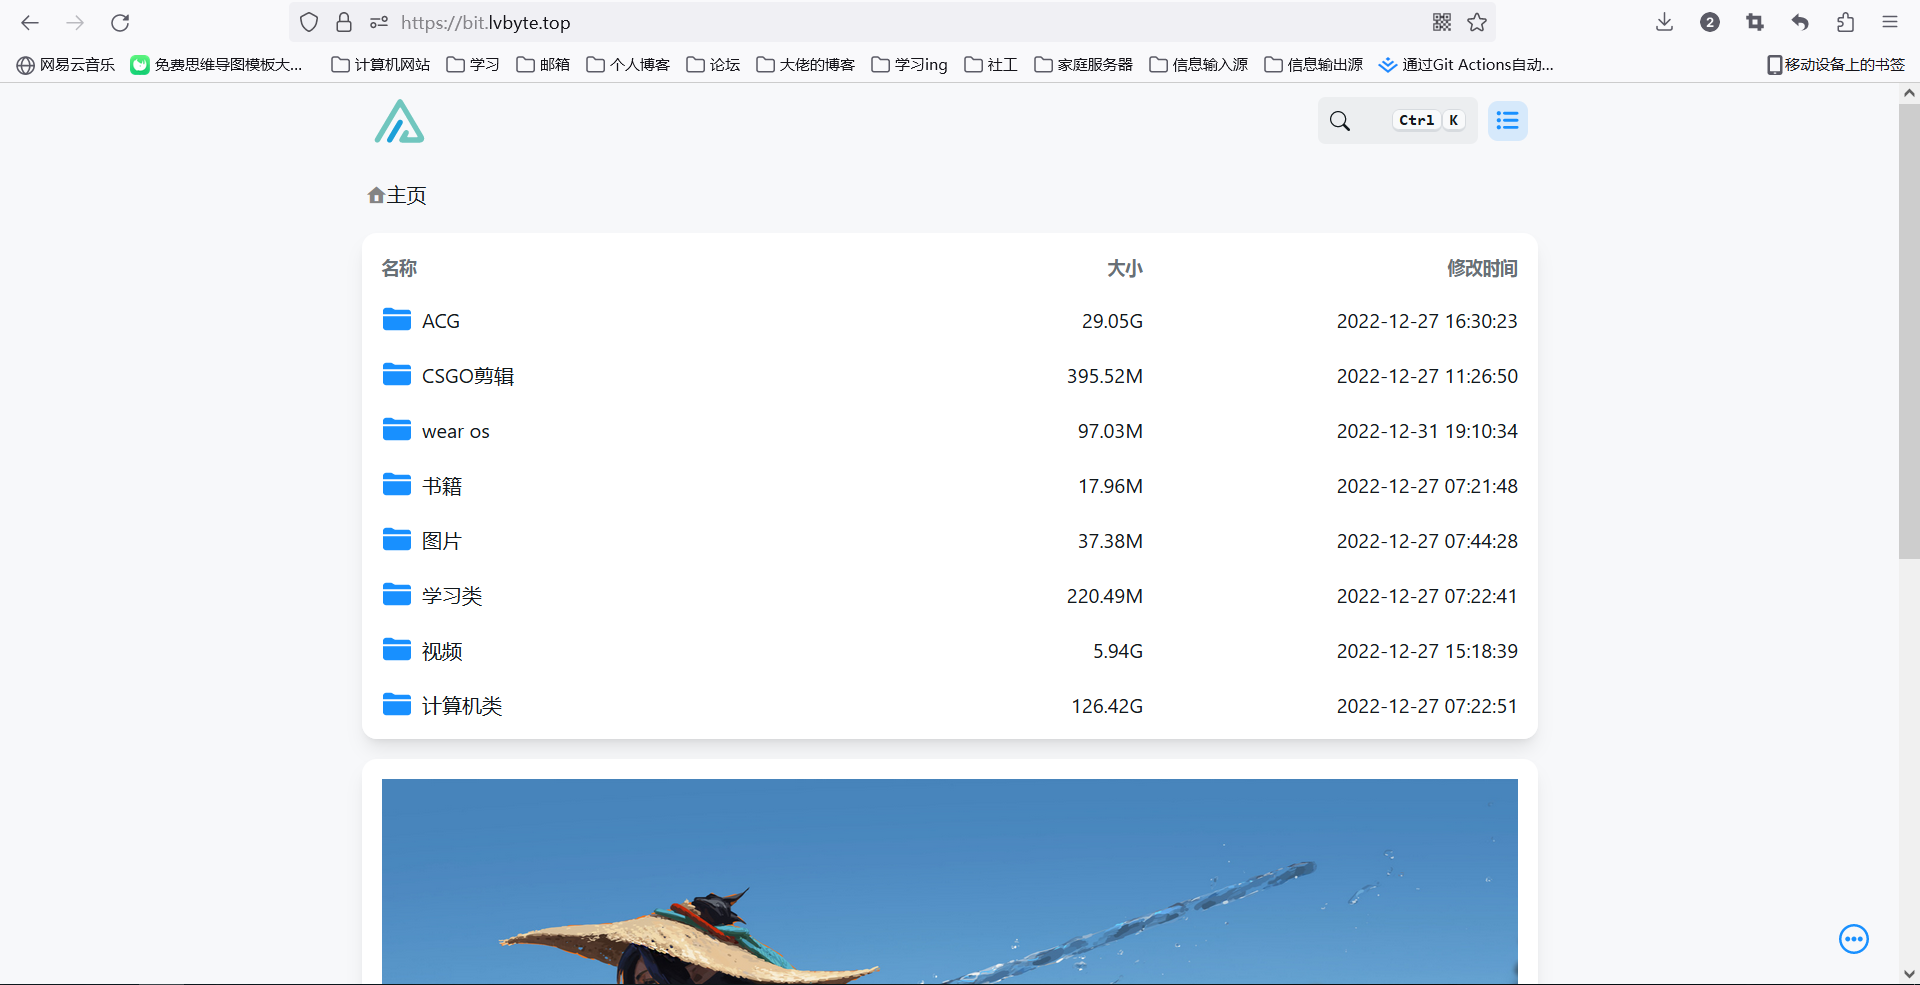 https://bit.lvbyte.top
2
网易云音乐 免费思维导图模板大... 计算机网站 学习 邮箱 个人博客 论坛 大佬的博客 学习ing 社工 家庭服务器 信息输入源 信息输出源 通过Git Actions自动... 移动设备上的书签
Ctrl K
主页
名称 大小 修改时间
ACG 29.05G 2022-12-27 16:30:23
CSGO剪辑 395.52M 2022-12-27 11:26:50
wear os 97.03M 2022-12-31 19:10:34
书籍 17.96M 2022-12-27 07:21:48
图片 37.38M 2022-12-27 07:44:28
学习类 220.49M 2022-12-27 07:22:41
视频 5.94G 2022-12-27 15:18:39
计算机类 126.42G 2022-12-27 07:22:51